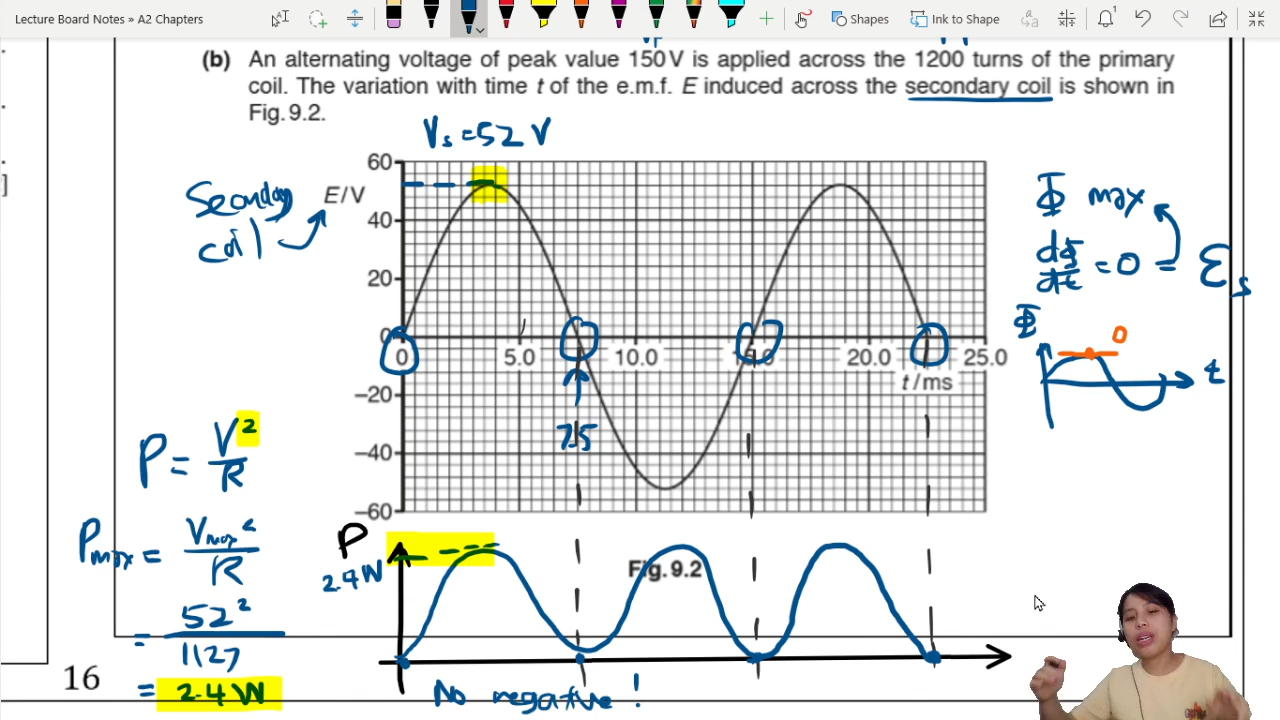 Lecture Board Notes » A2 Chapters
Shapes
Ink to Shape
(b) An alternating voltage of peak value 150 V is applied across the 1200 turns of the primary
coil. The variation with time t of the e.m.f. E induced across the secondary coil is shown in
Fig. 9.2.
Vs = 52 V
Secondary
coil
E / V
60
40
20
0
–20
–40
–60
0
5.0
10.0
15.0
20.0
25.0
t / ms
7.5
Φ max
dϕ/dt = 0 = Ɛs
Φ
0
t
P = V²/R
Pmax = Vmax²/R
= 52²/1127
= 2.4 W
P
2.4 W
Fig. 9.2
No negative!
16
]